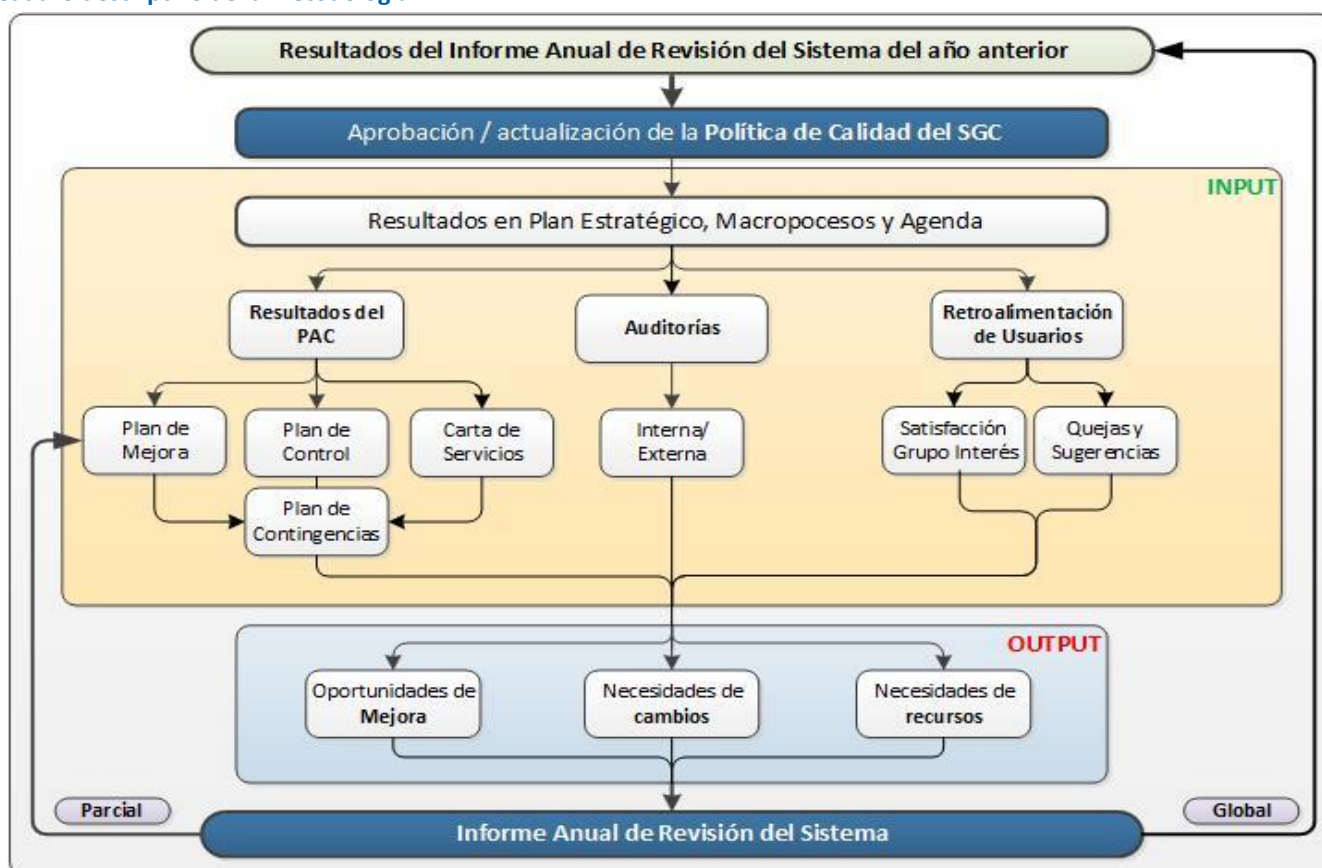 Resultados del Informe Anual de Revisión del Sistema del año anterior
Aprobación / actualización de la Política de Calidad del SGC
INPUT
Resultados en Plan Estratégico, Macropocesos y Agenda
Resultados del
PAC
Auditorías
Retroalimentación
de Usuarios
Plan de
Mejora
Plan de
Control
Carta de
Servicios
Interna/
Externa
Satisfacción
Grupo Interés
Quejas y
Sugerencias
Plan de
Contingencias
OUTPUT
Oportunidades de
Mejora
Necesidades de
cambios
Necesidades de
recursos
Parcial
Global
Informe Anual de Revisión del Sistema